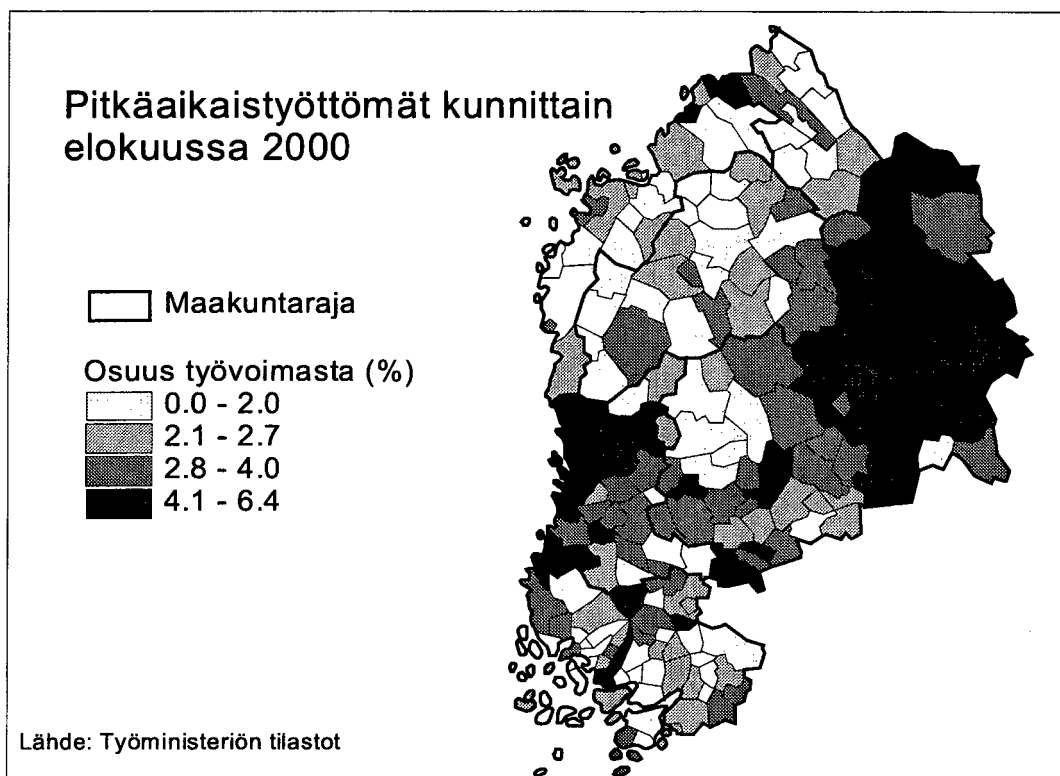 Pitkäaikaistyöttömät kunnittain
elokuussa 2000
Maakuntaraja
Osuus työvoimasta (%)
0.0 - 2.0
2.1 - 2.7
2.8 - 4.0
4.1 - 6.4
Lähde: Työministeriön tilastot